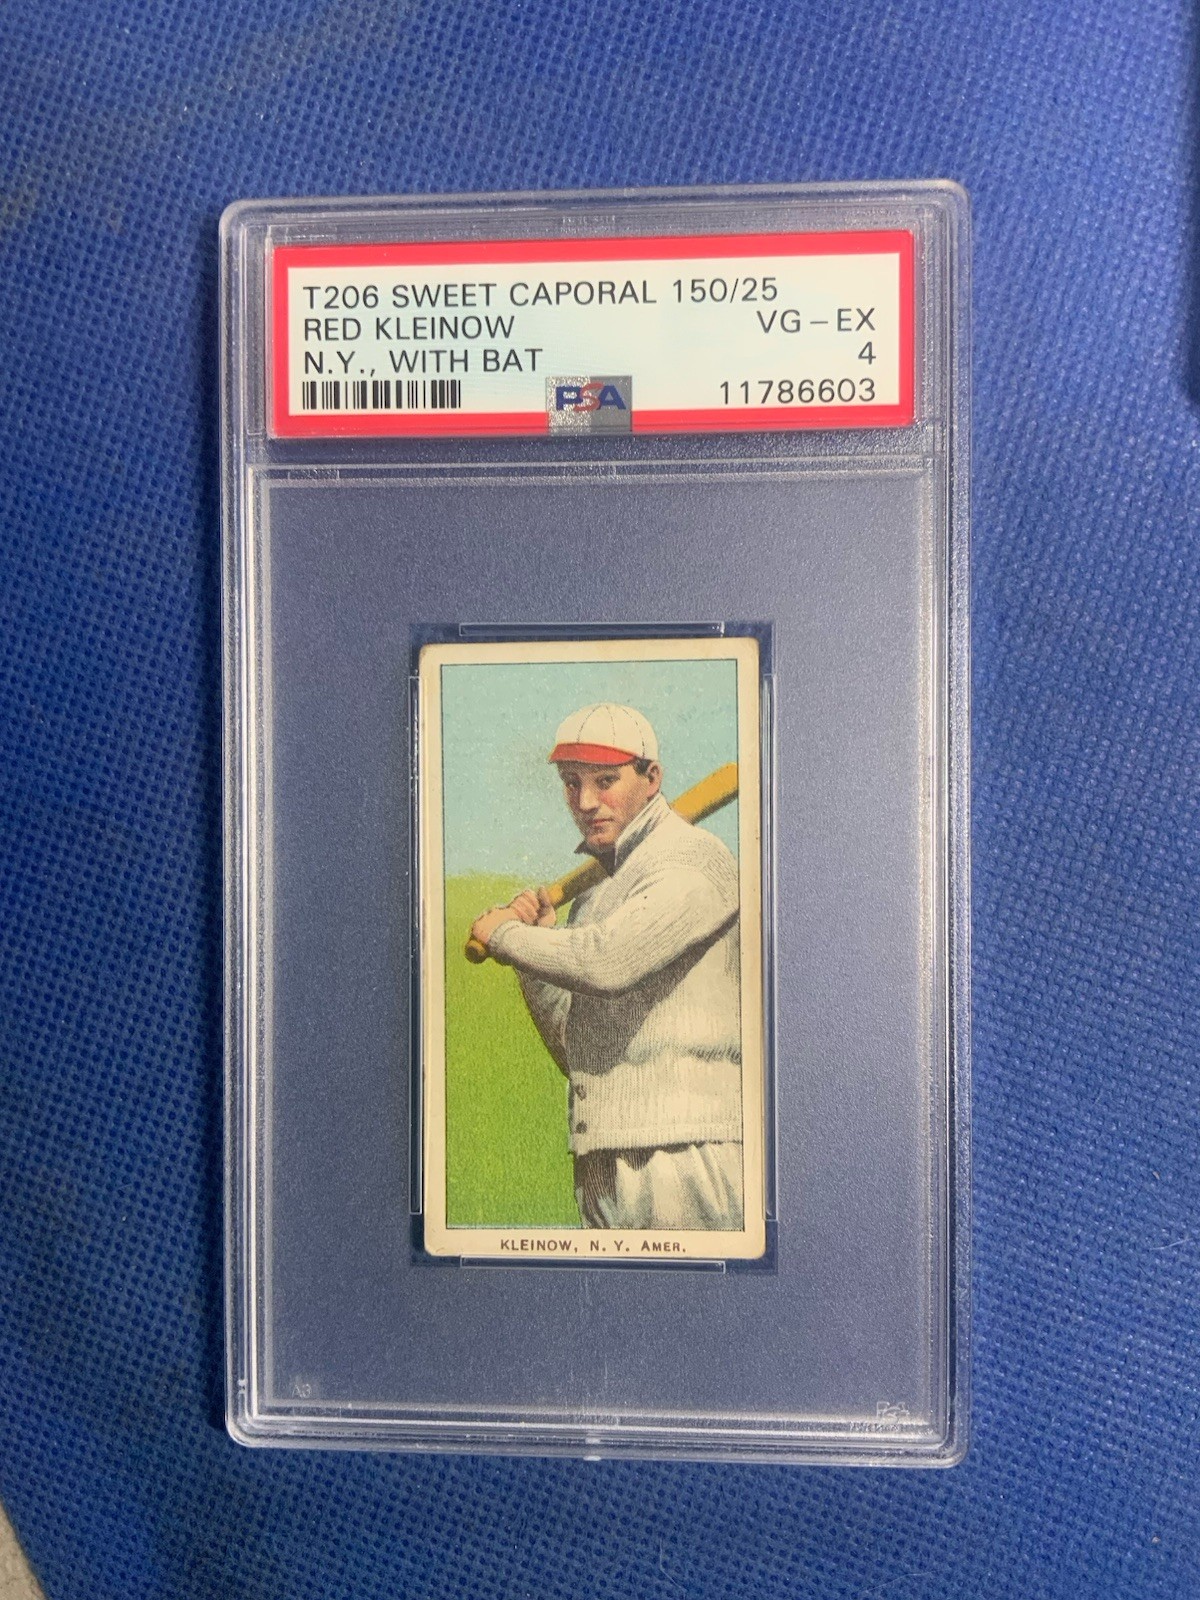 T206 SWEET CAPORAL 150/25
RED KLEINOW VG-EX
N.Y., WITH BAT 4
PSA 11786603
KLEINOW, N. Y. AMER.